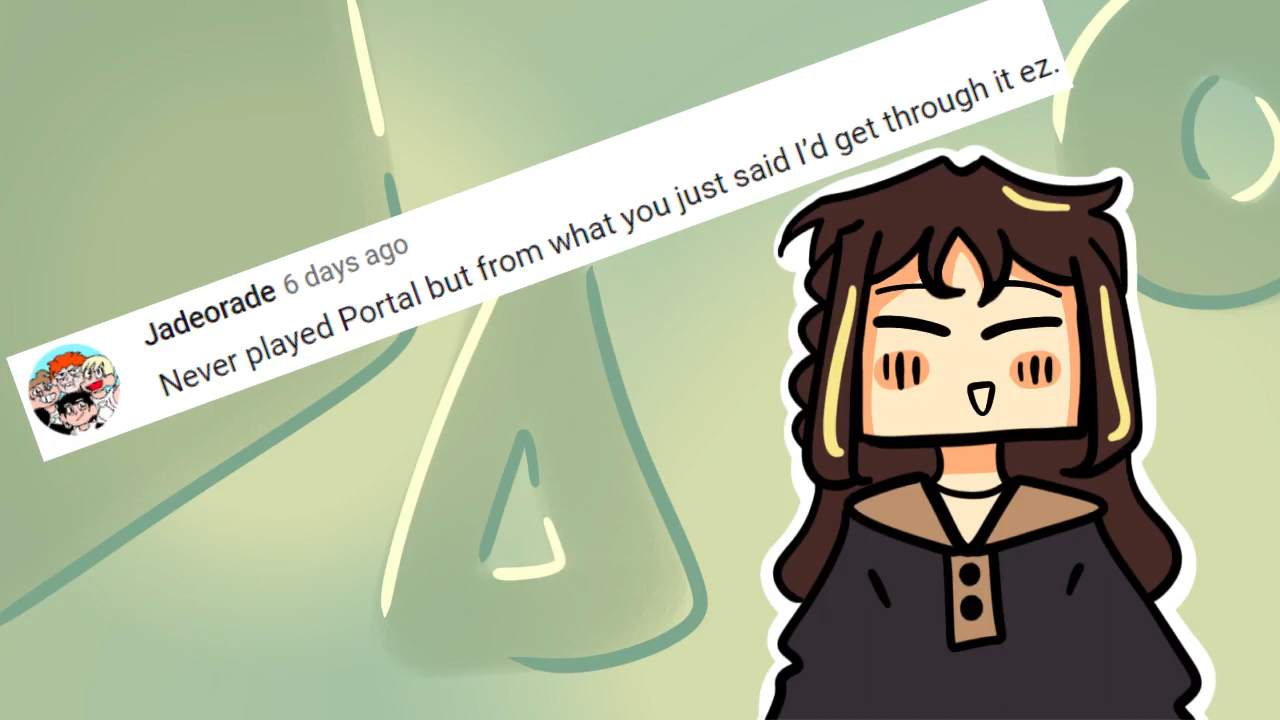 Jadeorade 6 days ago
Never played Portal but from what you just said I'd get through it ez.